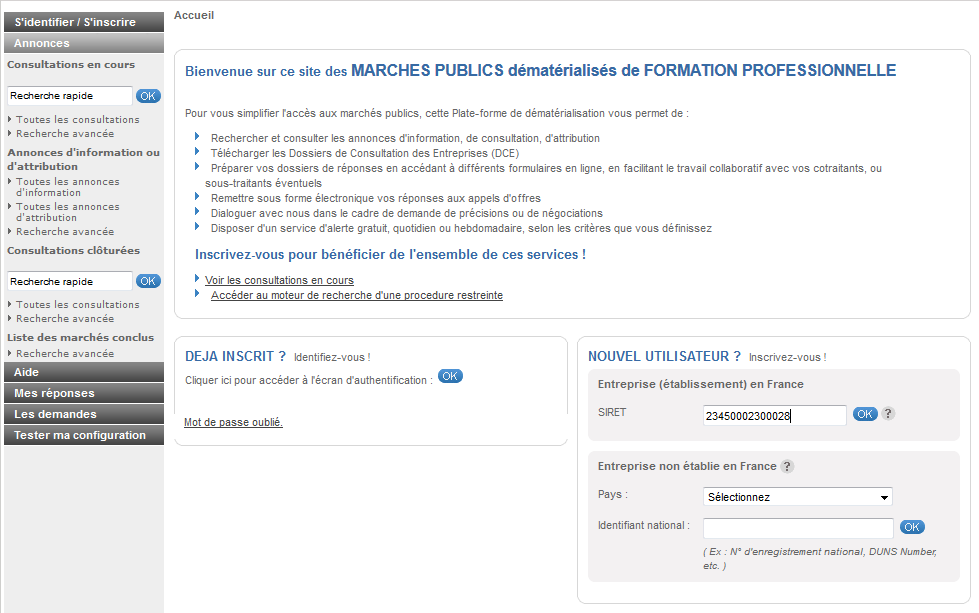 S'identifier / S'inscrire
Annonces
Consultations en cours
Recherche rapide OK
Toutes les consultations
Recherche avancée
Annonces d'information ou
d'attribution
Toutes les annonces
d'information
Toutes les annonces
d'attribution
Recherche avancée
Consultations clôturées
Recherche rapide OK
Toutes les consultations
Recherche avancée
Liste des marchés conclus
Recherche avancée
Aide
Mes réponses
Les demandes
Tester ma configuration
Accueil
Bienvenue sur ce site des MARCHES PUBLICS dématérialisés de FORMATION PROFESSIONNELLE
Pour vous simplifier l'accès aux marchés publics, cette Plate-forme de dématérialisation vous permet de :
Rechercher et consulter les annonces d'information, de consultation, d'attribution
Télécharger les Dossiers de Consultation des Entreprises (DCE)
Préparer vos dossiers de réponses en accédant à différents formulaires en ligne, en facilitant le travail collaboratif avec vos cotraitants, ou
sous-traitants éventuels
Remettre sous forme électronique vos réponses aux appels d'offres
Dialoguer avec nous dans le cadre de demande de précisions ou de négociations
Disposer d'un service d'alerte gratuit, quotidien ou hebdomadaire, selon les critères que vous définissez
Inscrivez-vous pour bénéficier de l'ensemble de ces services !
Voir les consultations en cours
Accéder au moteur de recherche d'une procedure restreinte
DEJA INSCRIT ? Identifiez-vous !
Cliquer ici pour accéder à l'écran d'authentification : OK
Mot de passe oublié.
NOUVEL UTILISATEUR ? Inscrivez-vous !
Entreprise (établissement) en France
SIRET 23450002300028 OK ?
Entreprise non établie en France ?
Pays : Sélectionnez
Identifiant national : OK
( Ex : N° d'enregistrement national, DUNS Number,
etc. )